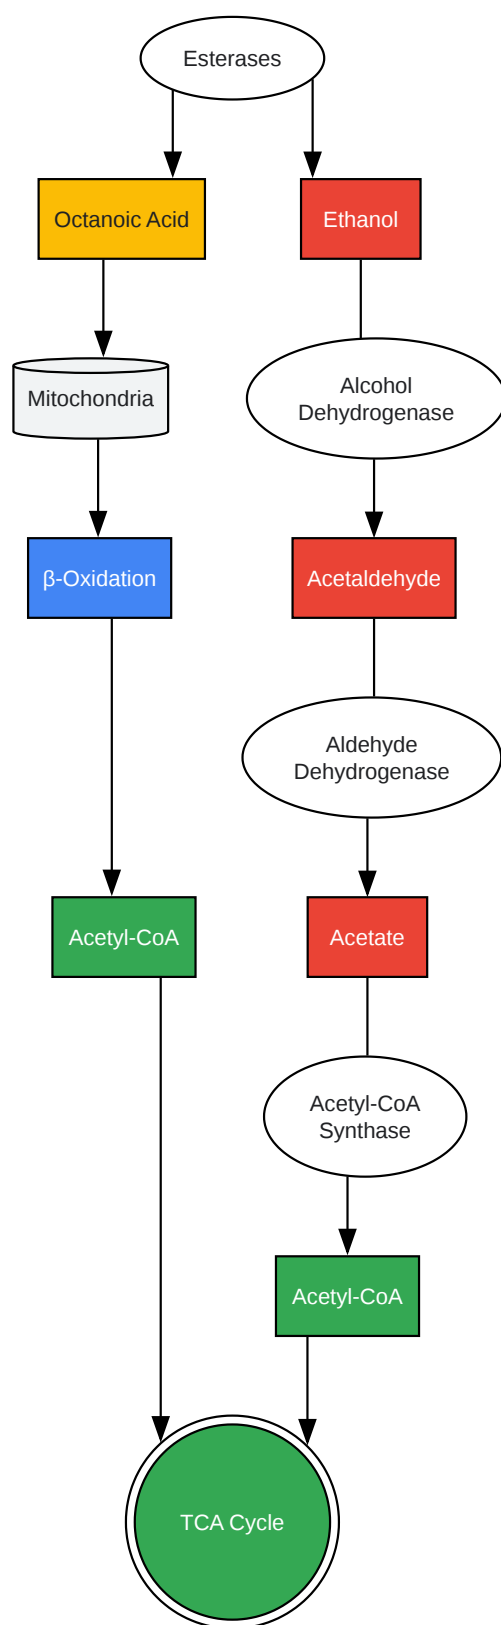 Esterases
Octanoic Acid
Ethanol
Mitochondria
Alcohol
Dehydrogenase
β-Oxidation
Acetaldehyde
Aldehyde
Dehydrogenase
Acetyl-CoA
Acetate
Acetyl-CoA
Synthase
Acetyl-CoA
TCA Cycle